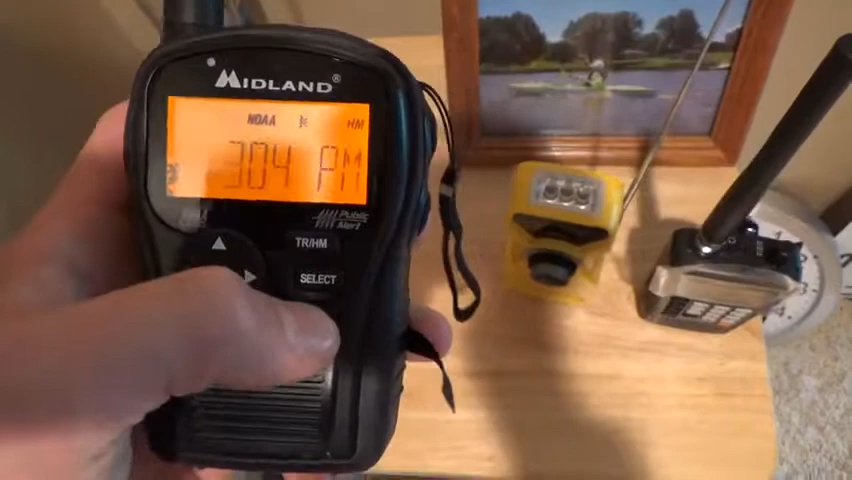 MIDLAND®
NOAA HM
304 PM
Public Alert
TR/HM
SELECT